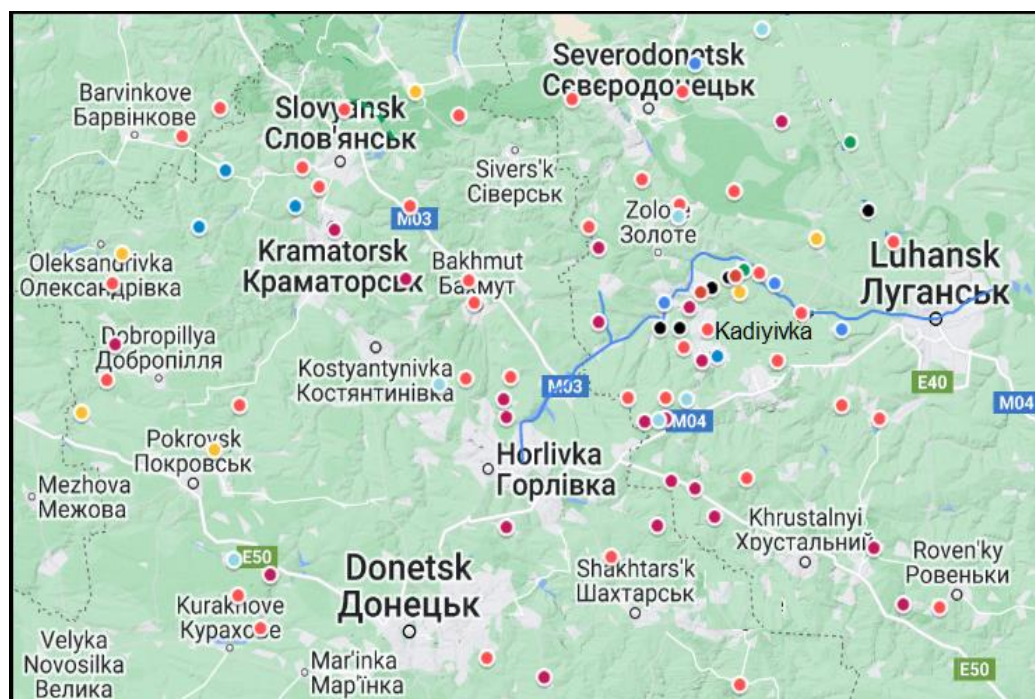 Severodonetsk
Сєвєродонецьк
Barvinkove
Барвінкове
Slovyansk
Слов'янськ
Sivers'k
Сіверськ
M03
Zolote
Золоте
Oleksandrivka
Олександрівка
Kramatorsk
Краматорськ
Bakhmut
Бахмут
Luhansk
Луганськ
Kadiyivka
Dobropillya
Добропілля
Kostyantynivka
Костянтинівка
M03
E40
M04
M04
Pokrovsk
Покровськ
Horlivka
Горлівка
Mezhova
Межова
Khrustalnyi
Хрустальний
E50
Donetsk
Донецьк
Shakhtars'k
Шахтарськ
Roven'ky
Ровеньки
Kurakhove
Курахове
Velyka
Novosilka
Велика
Mar'inka
Мар'їнка
E50